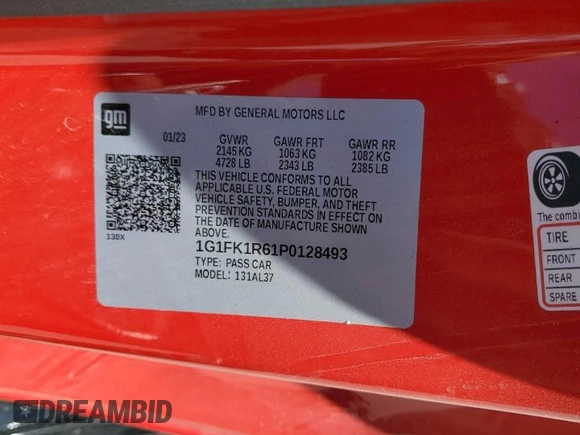 gm
MFD BY GENERAL MOTORS LLC
01/23 GVWR GAWR FRT GAWR RR
2145 KG 1063 KG 1082 KG
4728 LB 2343 LB 2385 LB
THIS VEHICLE CONFORMS TO ALL
APPLICABLE U.S. FEDERAL MOTOR
VEHICLE SAFETY, BUMPER, AND THEFT
PREVENTION STANDARDS IN EFFECT ON
THE DATE OF MANUFACTURE SHOWN
ABOVE.
130X
1G1FK1R61P0128493
TYPE: PASS CAR
MODEL: 131AL37
The combi
TIRE
FRONT
REAR
SPARE
DREAMBID